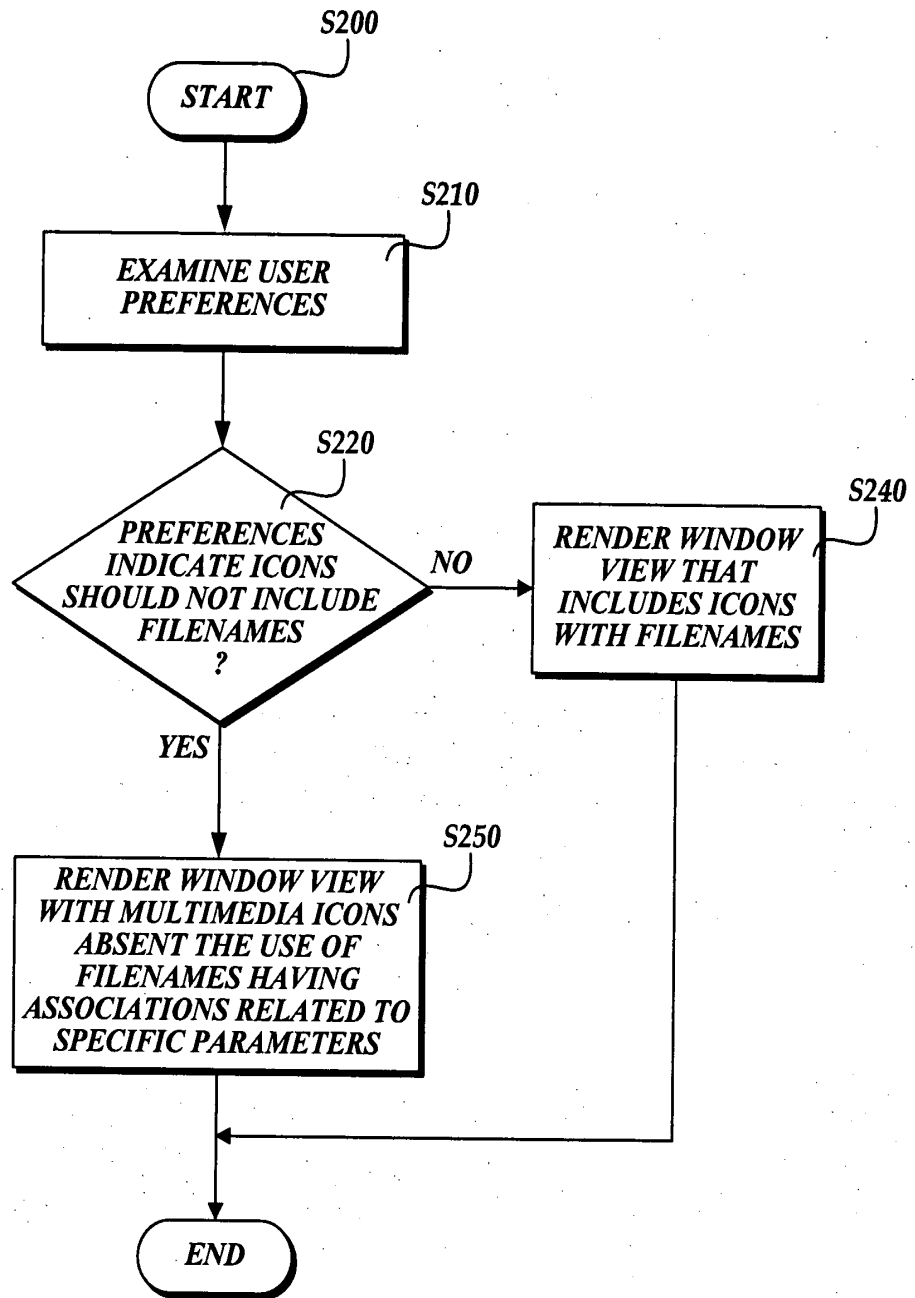 S200
START
S210
EXAMINE USER
PREFERENCES
S220
PREFERENCES
INDICATE ICONS
SHOULD NOT INCLUDE
FILENAMES
?
NO
S240
RENDER WINDOW
VIEW THAT
INCLUDES ICONS
WITH FILENAMES
YES
S250
RENDER WINDOW VIEW
WITH MULTIMEDIA ICONS
ABSENT THE USE OF
FILENAMES HAVING
ASSOCIATIONS RELATED TO
SPECIFIC PARAMETERS
END